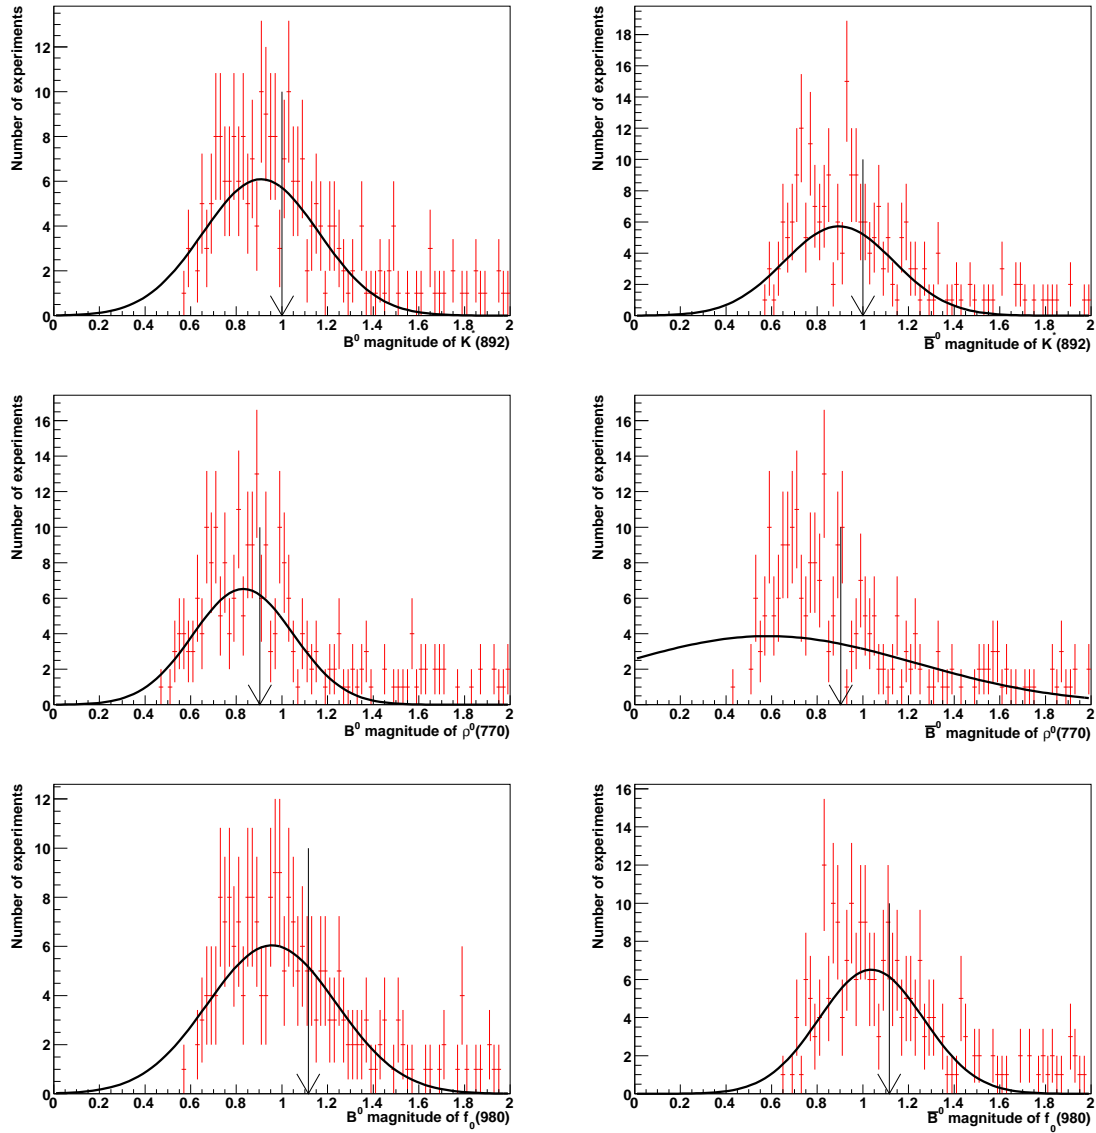 Number of experiments
12
10
8
6
4
2
0
0 0.2 0.4 0.6 0.8 1 1.2 1.4 1.6 1.8 2
B⁰ magnitude of K*(892)
Number of experiments
18
16
14
12
10
8
6
4
2
0
0 0.2 0.4 0.6 0.8 1 1.2 1.4 1.6 1.8 2
B̅⁰ magnitude of K*(892)
Number of experiments
16
14
12
10
8
6
4
2
0
0 0.2 0.4 0.6 0.8 1 1.2 1.4 1.6 1.8 2
B⁰ magnitude of ρ⁰(770)
Number of experiments
16
14
12
10
8
6
4
2
0
0 0.2 0.4 0.6 0.8 1 1.2 1.4 1.6 1.8 2
B̅⁰ magnitude of ρ⁰(770)
Number of experiments
12
10
8
6
4
2
0
0 0.2 0.4 0.6 0.8 1 1.2 1.4 1.6 1.8 2
B⁰ magnitude of f₀(980)
Number of experiments
16
14
12
10
8
6
4
2
0
0 0.2 0.4 0.6 0.8 1 1.2 1.4 1.6 1.8 2
B̅⁰ magnitude of f₀(980)